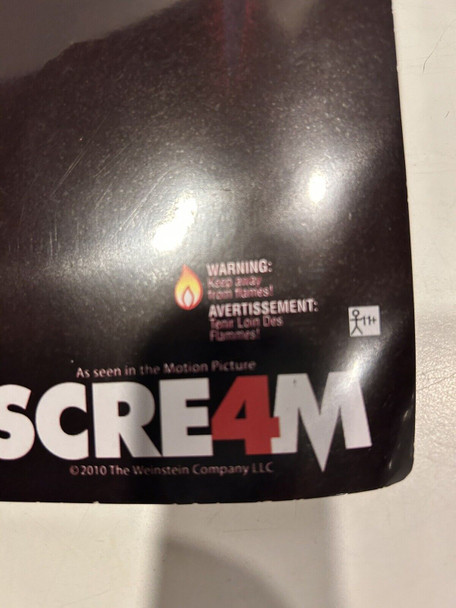 WARNING:
Keep away
from flames!
AVERTISSEMENT:
Tenir Loin Des
Flammes!
11+
As seen in the Motion Picture
SCRE4M
©2010 The Weinstein Company LLC